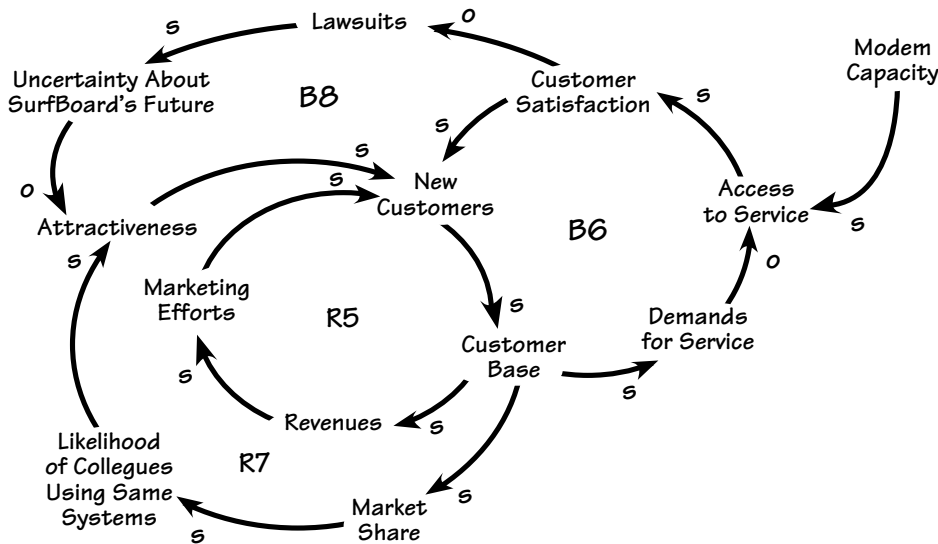 Lawsuits
S
O
Modem
Capacity
Uncertainty About
SurfBoard's Future
B8
Customer
Satisfaction
S
S
S
O
Attractiveness
S
New
Customers
S
Access
to Service
S
B6
O
S
Marketing
Efforts
R5
S
Demands
for Service
Customer
Base
S
S
Revenues
S
Likelihood
of Collegues
Using Same
Systems
R7
S
Market
Share
S